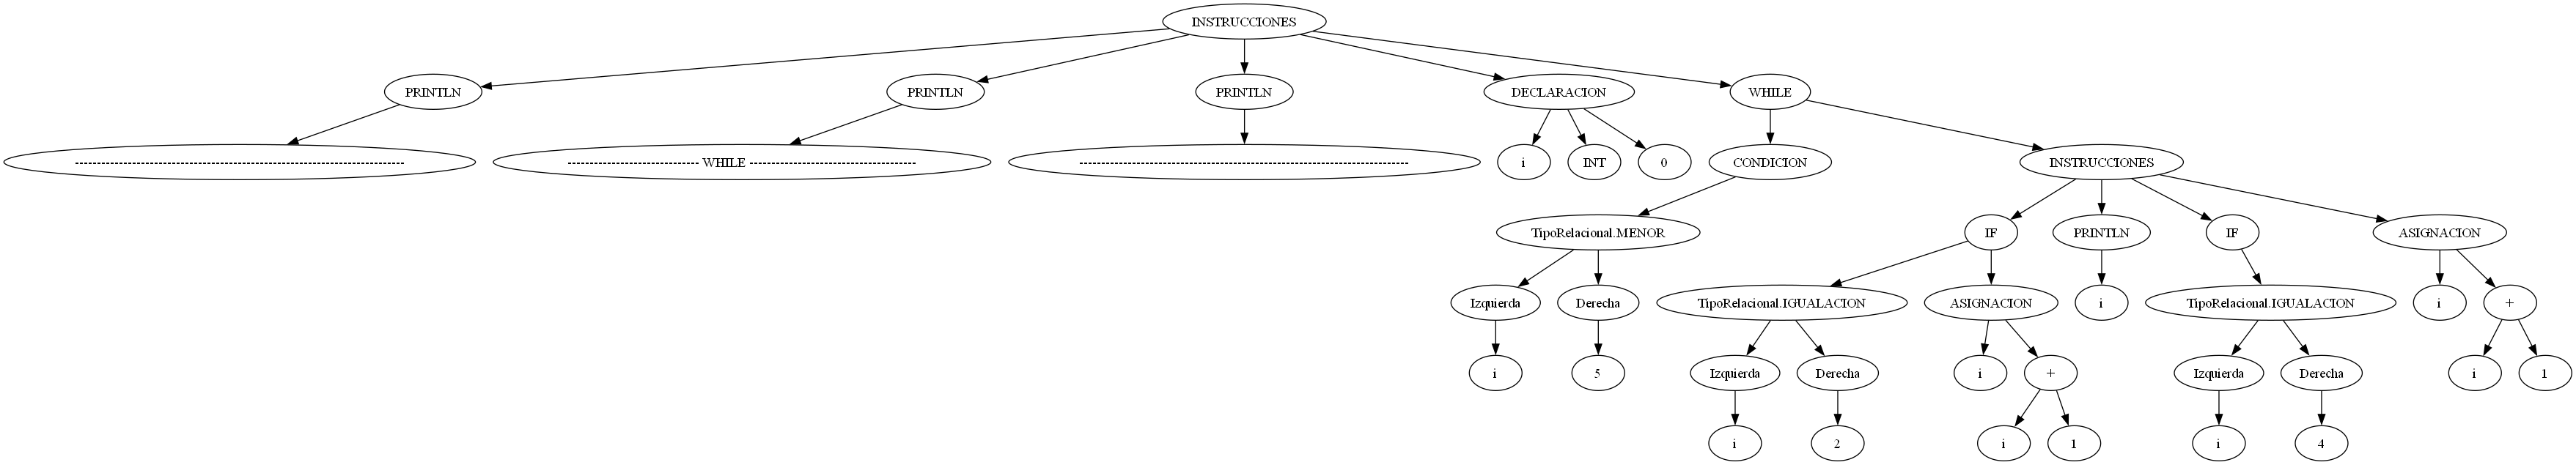 INSTRUCCIONES
PRINTLN
PRINTLN
PRINTLN
DECLARACION
WHILE
---------------------------------------------------------------------------
------------------------------ WHILE --------------------------------------
---------------------------------------------------------------------------
i
INT
0
CONDICION
INSTRUCCIONES
TipoRelacional.MENOR
IF
PRINTLN
IF
ASIGNACION
Izquierda
Derecha
TipoRelacional.IGUALACION
ASIGNACION
i
TipoRelacional.IGUALACION
i
+
i
5
Izquierda
Derecha
i
+
Izquierda
Derecha
i
1
i
2
i
1
i
4